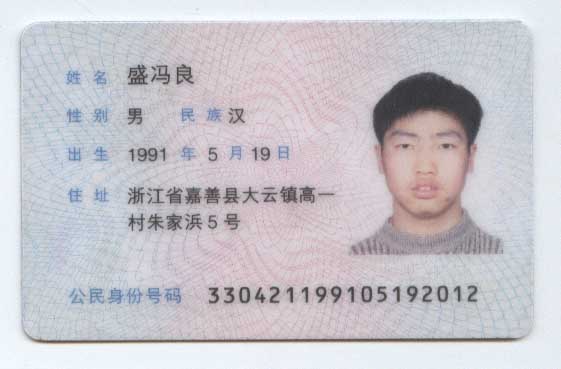 姓名 盛冯良
性别 男 民族 汉
出生 1991 年 5 月 19 日
住址 浙江省嘉善县大云镇高一
村朱家浜5号
公民身份号码 330421199105192012